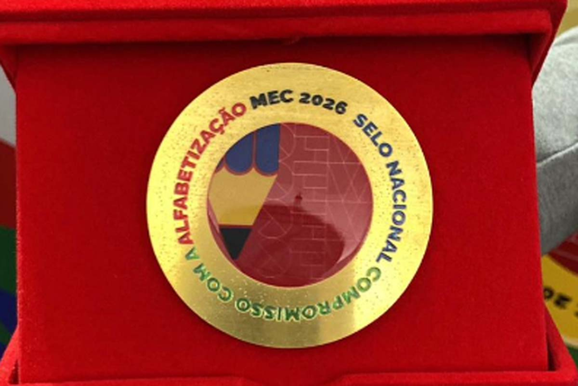 SELO NACIONAL COMPROMISSO COM A ALFABETIZAÇÃO
MEC 2026